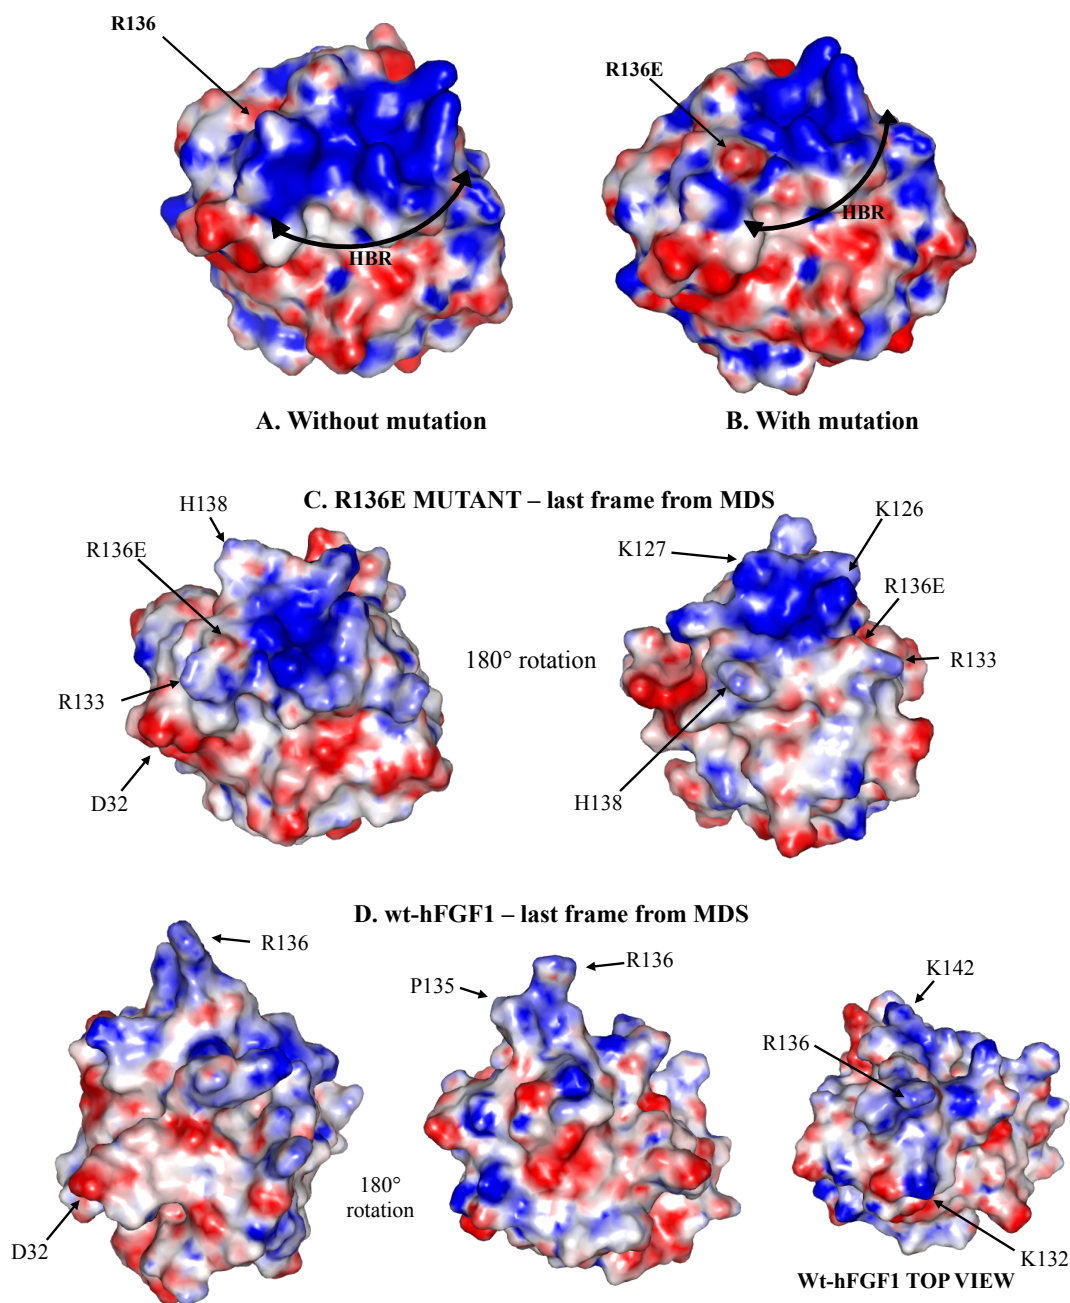 R136
R136E
HBR
HBR
A. Without mutation
B. With mutation
C. R136E MUTANT – last frame from MDS
H138
K126
R136E
K127
R136E
180° rotation
R133
R133
D32
H138
D. wt-hFGF1 – last frame from MDS
R136
R136
P135
K142
R136
180°
rotation
D32
K132
Wt-hFGF1 TOP VIEW